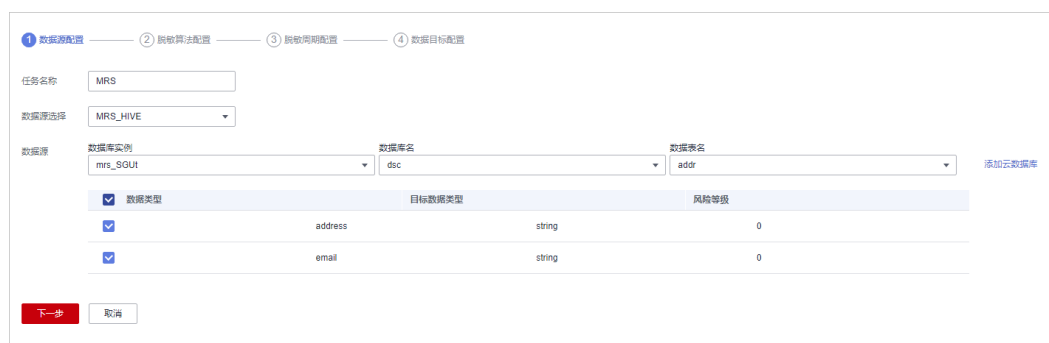 1 数据源配置 2 脱敏算法配置 3 脱敏周期配置 4 数据目标配置
任务名称 MRS
数据源选择 MRS_HIVE
数据源 数据库实例 数据库名 数据表名
mrs_SGUt dsc addr 添加云数据库
数据类型 目标数据类型 风险等级
address string 0
email string 0
下一步 取消